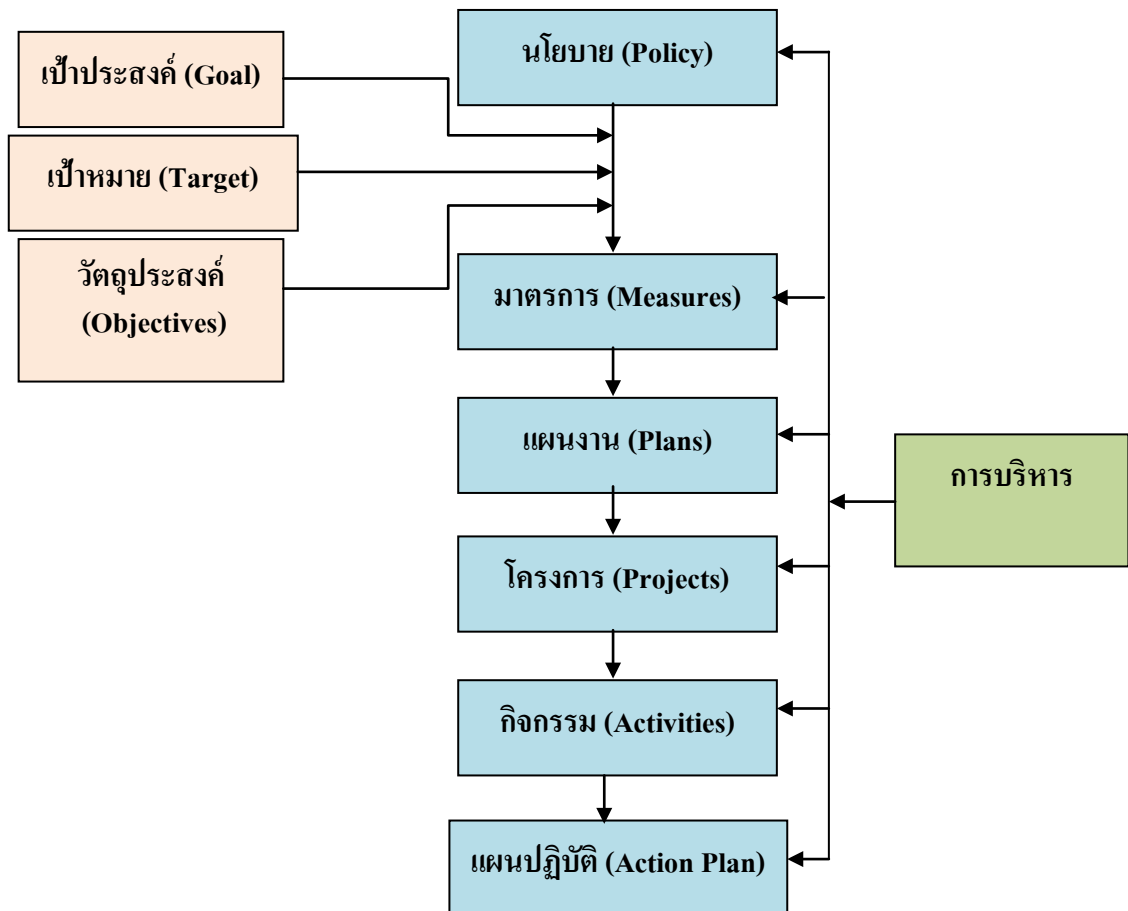 นโยบาย (Policy)
เป้าประสงค์ (Goal)
เป้าหมาย (Target)
วัตถุประสงค์
(Objectives)
มาตรการ (Measures)
แผนงาน (Plans)
การบริหาร
โครงการ (Projects)
กิจกรรม (Activities)
แผนปฏิบัติ (Action Plan)